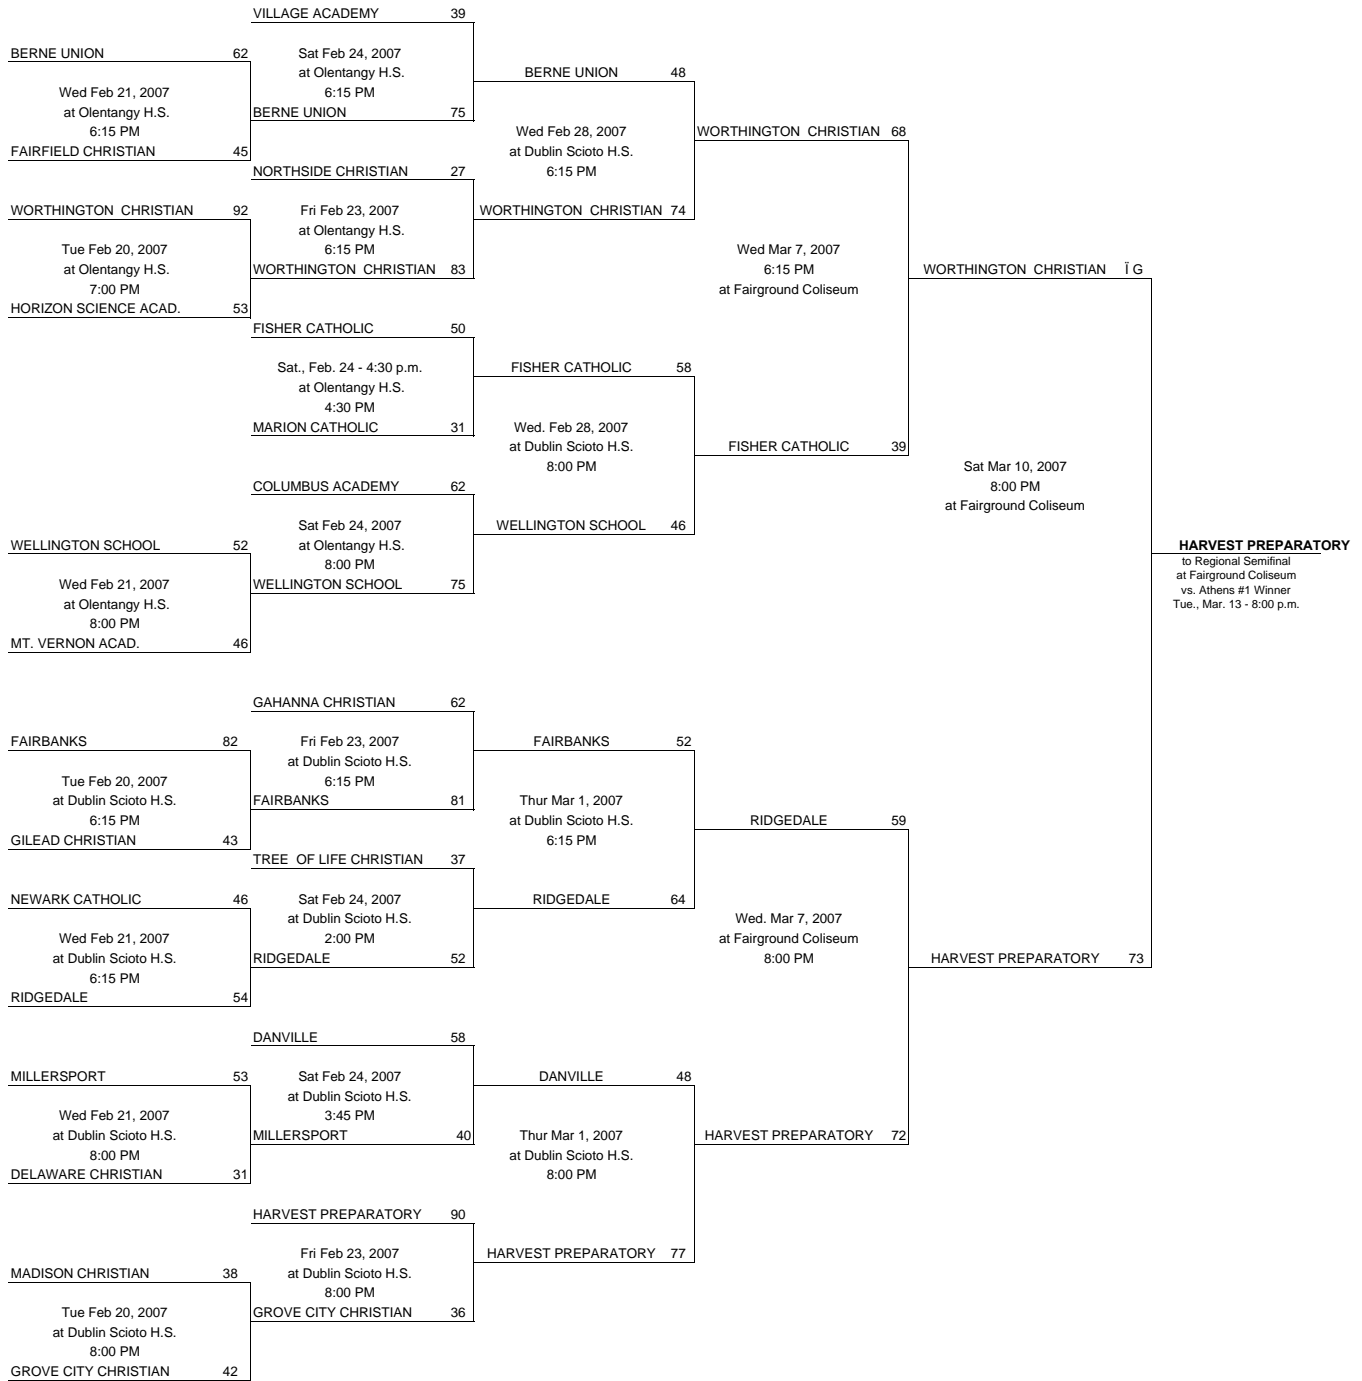 VILLAGE ACADEMY 39
BERNE UNION 62
Sat Feb 24, 2007
at Olentangy H.S.
6:15 PM
BERNE UNION 48
Wed Feb 21, 2007
at Olentangy H.S.
6:15 PM
BERNE UNION 75
FAIRFIELD CHRISTIAN 45
Wed Feb 28, 2007
at Dublin Scioto H.S.
6:15 PM
WORTHINGTON CHRISTIAN 68
NORTHSIDE CHRISTIAN 27
WORTHINGTON CHRISTIAN 92
Fri Feb 23, 2007
at Olentangy H.S.
6:15 PM
WORTHINGTON CHRISTIAN 74
Tue Feb 20, 2007
at Olentangy H.S.
7:00 PM
WORTHINGTON CHRISTIAN 83
Wed Mar 7, 2007
6:15 PM
at Fairground Coliseum
WORTHINGTON CHRISTIAN Ï G
HORIZON SCIENCE ACAD. 53
FISHER CATHOLIC 50
Sat., Feb. 24 - 4:30 p.m.
at Olentangy H.S.
4:30 PM
FISHER CATHOLIC 58
MARION CATHOLIC 31
Wed. Feb 28, 2007
at Dublin Scioto H.S.
8:00 PM
FISHER CATHOLIC 39
Sat Mar 10, 2007
8:00 PM
at Fairground Coliseum
COLUMBUS ACADEMY 62
Sat Feb 24, 2007
at Olentangy H.S.
8:00 PM
WELLINGTON SCHOOL 46
WELLINGTON SCHOOL 52
HARVEST PREPARATORY
to Regional Semifinal
at Fairground Coliseum
vs. Athens #1 Winner
Tue., Mar. 13 - 8:00 p.m.
Wed Feb 21, 2007
at Olentangy H.S.
8:00 PM
WELLINGTON SCHOOL 75
MT. VERNON ACAD. 46
GAHANNA CHRISTIAN 62
FAIRBANKS 82
Fri Feb 23, 2007
at Dublin Scioto H.S.
6:15 PM
FAIRBANKS 52
Tue Feb 20, 2007
at Dublin Scioto H.S.
6:15 PM
FAIRBANKS 81
Thur Mar 1, 2007
at Dublin Scioto H.S.
6:15 PM
RIDGEDALE 59
GILEAD CHRISTIAN 43
TREE OF LIFE CHRISTIAN 37
NEWARK CATHOLIC 46
Sat Feb 24, 2007
at Dublin Scioto H.S.
2:00 PM
RIDGEDALE 64
Wed Feb 21, 2007
at Dublin Scioto H.S.
6:15 PM
RIDGEDALE 52
Wed. Mar 7, 2007
at Fairground Coliseum
8:00 PM
HARVEST PREPARATORY 73
RIDGEDALE 54
DANVILLE 58
MILLERSPORT 53
Sat Feb 24, 2007
at Dublin Scioto H.S.
3:45 PM
DANVILLE 48
Wed Feb 21, 2007
at Dublin Scioto H.S.
8:00 PM
MILLERSPORT 40
Thur Mar 1, 2007
at Dublin Scioto H.S.
8:00 PM
HARVEST PREPARATORY 72
DELAWARE CHRISTIAN 31
HARVEST PREPARATORY 90
Fri Feb 23, 2007
at Dublin Scioto H.S.
8:00 PM
HARVEST PREPARATORY 77
MADISON CHRISTIAN 38
Tue Feb 20, 2007
at Dublin Scioto H.S.
8:00 PM
GROVE CITY CHRISTIAN 36
GROVE CITY CHRISTIAN 42